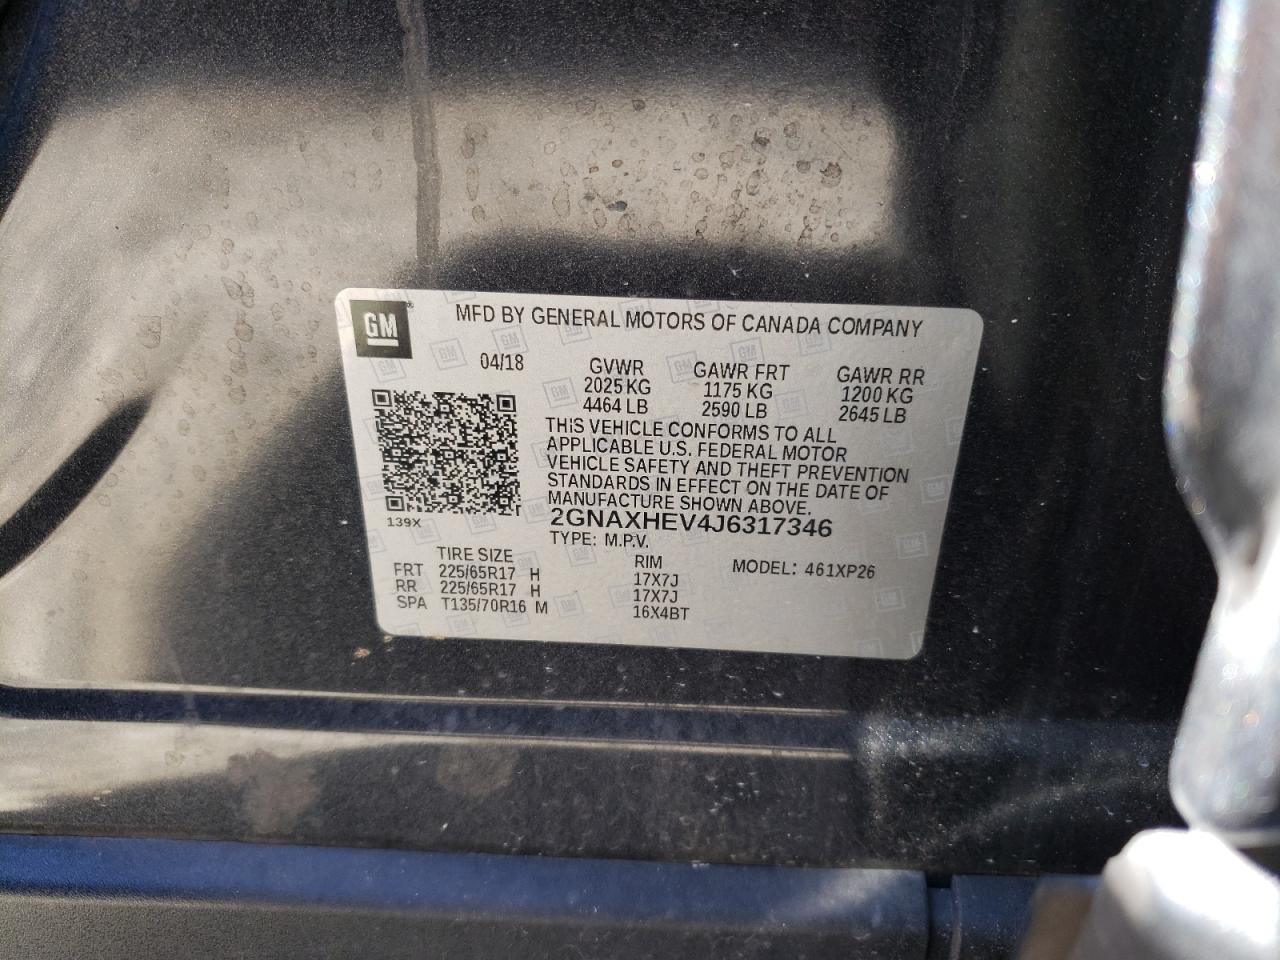 GM®
MFD BY GENERAL MOTORS OF CANADA COMPANY
04/18
GVWR GAWR FRT GAWR RR
2025 KG 1175 KG 1200 KG
4464 LB 2590 LB 2645 LB
THIS VEHICLE CONFORMS TO ALL
APPLICABLE U.S. FEDERAL MOTOR
VEHICLE SAFETY AND THEFT PREVENTION
STANDARDS IN EFFECT ON THE DATE OF
MANUFACTURE SHOWN ABOVE.
139X
2GNAXHEV4J6317346
TYPE: M.P.V.
TIRE SIZE RIM MODEL: 461XP26
FRT 225/65R17 H 17X7J
RR 225/65R17 H 17X7J
SPA T135/70R16 M 16X4BT